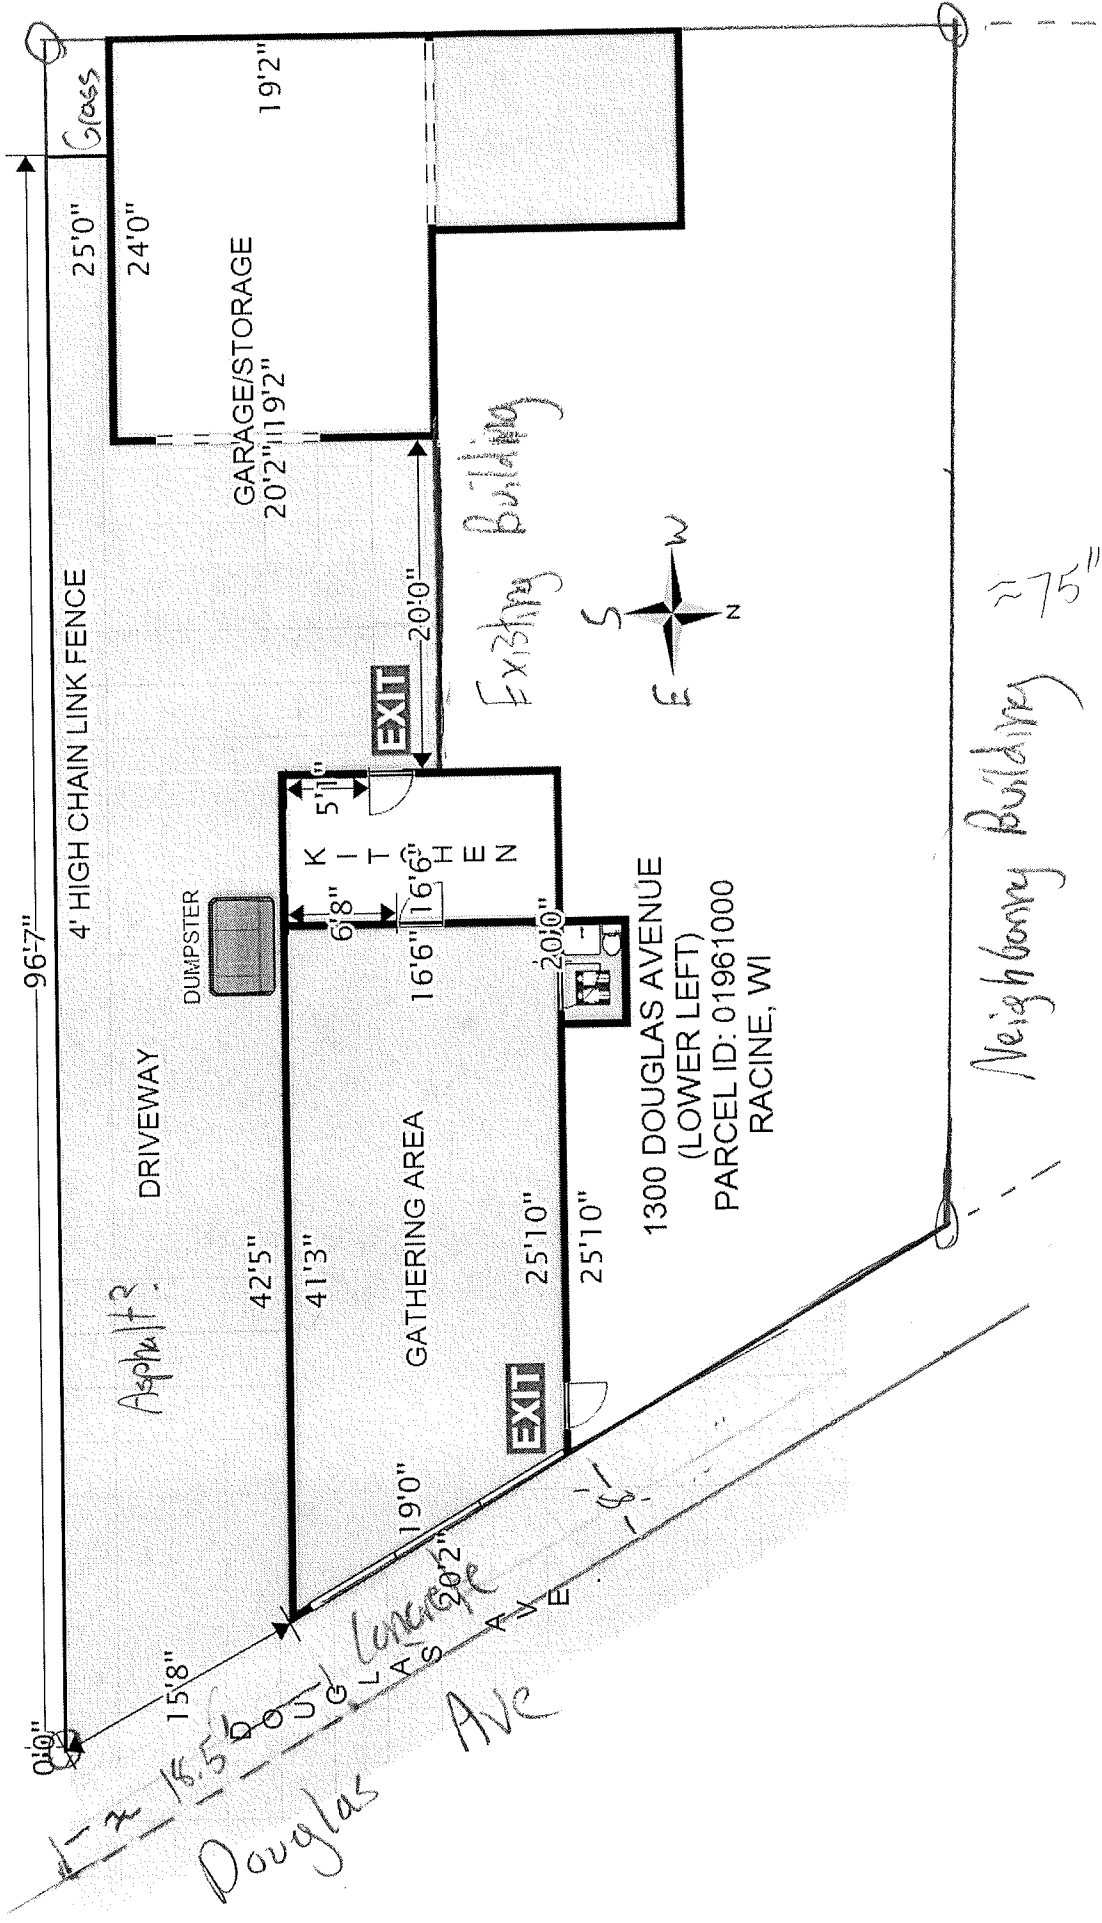 96'7"
0'0"
4' HIGH CHAIN LINK FENCE
Grass
25'0"
24'0"
19'2"
GARAGE/STORAGE
20'2" 19'2"
DUMPSTER
DRIVEWAY
Asphalt?
42'5"
41'3"
GATHERING AREA
16'6"
6'8"
16'6"
KITCHEN
5'1"
EXIT
20'0"
20'0"
25'10"
25'10"
EXIT
19'0"
20'2"
15'8"
≈ 18.5'
Concrete
DOUGLAS AVE
Douglas
Ave
8'
Existing Building
S
E
W
N
1300 DOUGLAS AVENUE
(LOWER LEFT)
PARCEL ID: 01961000
RACINE, WI
Neighboring Building ≈75"